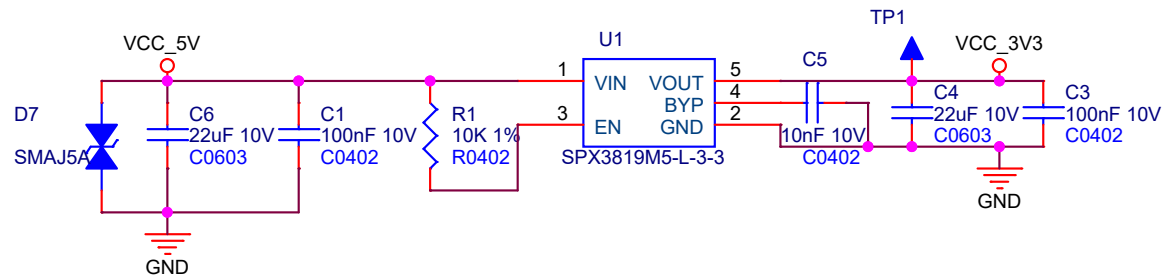 VCC_5V
D7
SMAJ5A
C6
22uF 10V
C0603
C1
100nF 10V
C0402
R1
10K 1%
R0402
GND
U1
1
VIN
3
EN
VOUT
5
BYP
4
GND
2
SPX3819M5-L-3-3
C5
10nF 10V
C0402
TP1
VCC_3V3
C4
22uF 10V
C0603
C3
100nF 10V
C0402
GND